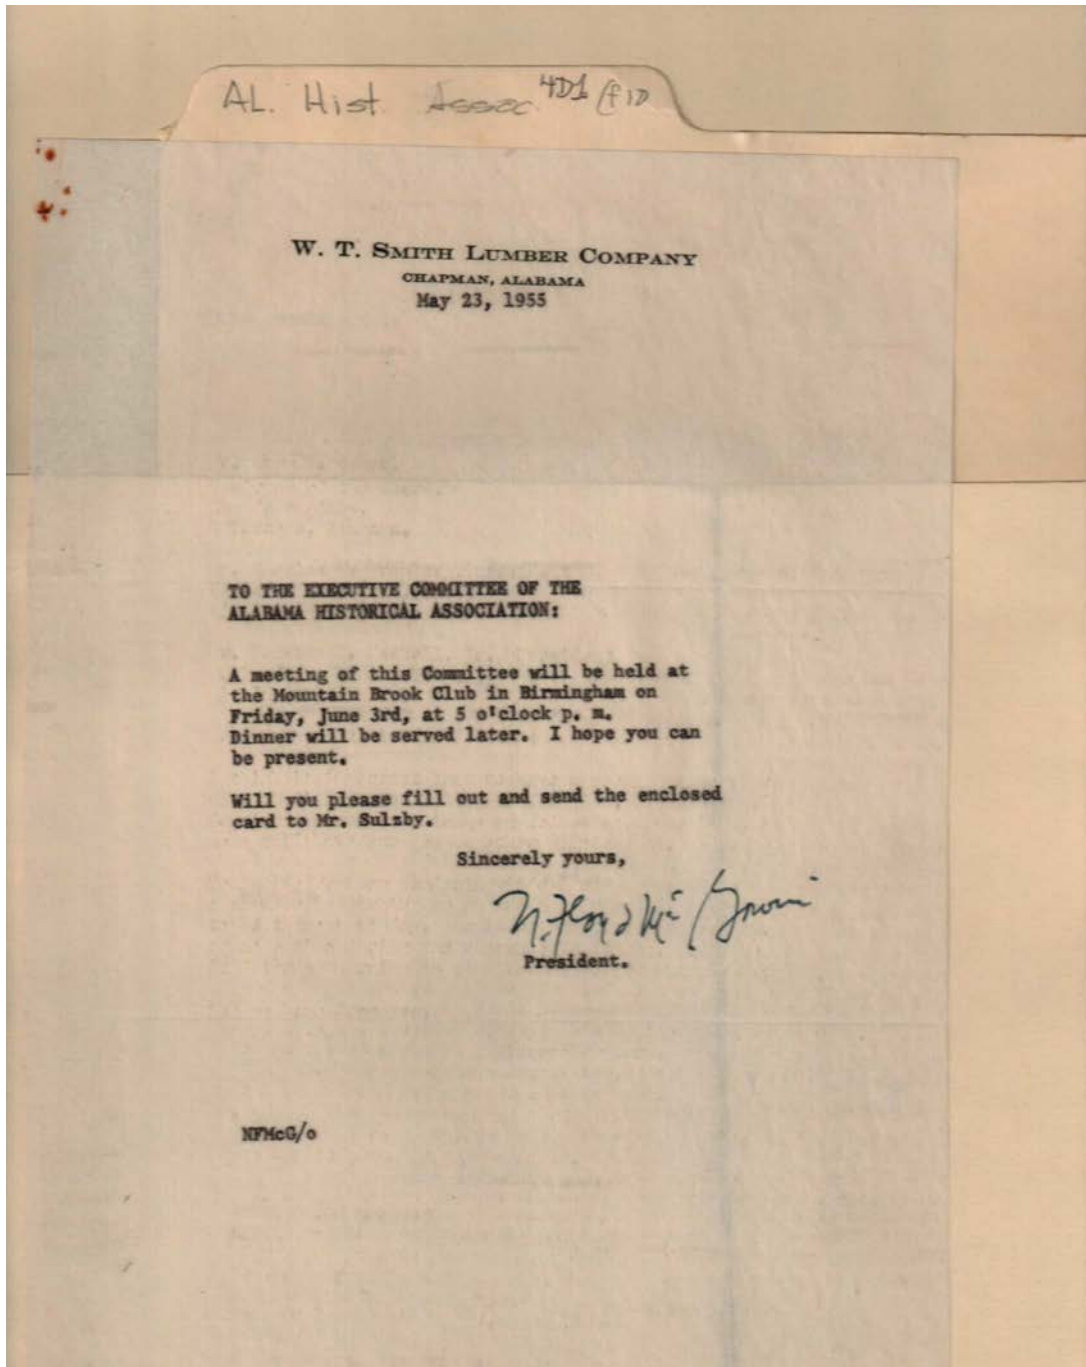 AL. Hist. Assoc 4D1
W. T. SMITH LUMBER COMPANY
CHAPMAN, ALABAMA
May 23, 1955
TO THE EXECUTIVE COMMITTEE OF THE
ALABAMA HISTORICAL ASSOCIATION:
A meeting of this Committee will be held at
the Mountain Brook Club in Birmingham on
Friday, June 3rd, at 5 o'clock p. m.
Dinner will be served later. I hope you can
be present.
Will you please fill out and send the enclosed
card to Mr. Sulzby.
Sincerely yours,
N. Floyd McGowin
President.
NFMcG/o